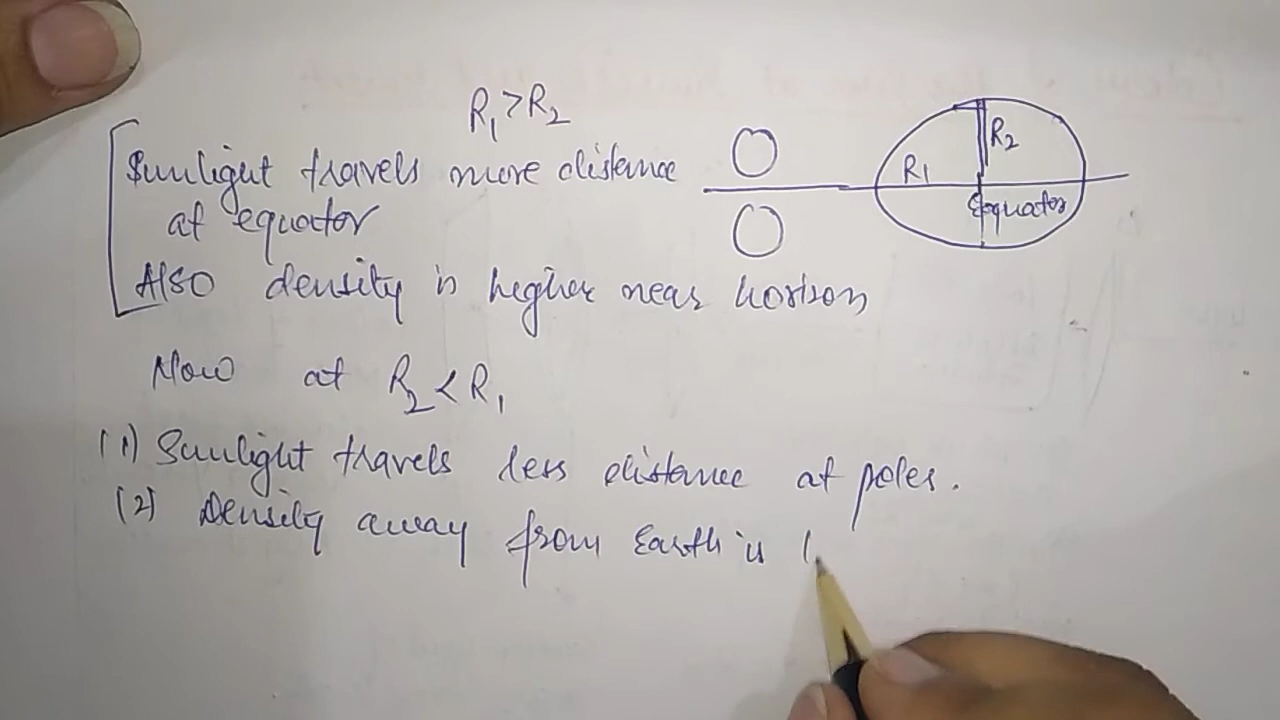 R1 > R2
Sunlight travels more distance
at equator
Also density is higher near horison
R2
R1
Equator
Now at R2 < R1
(1) Sunlight travels less distance at poles.
(2) Density away from Earth is l